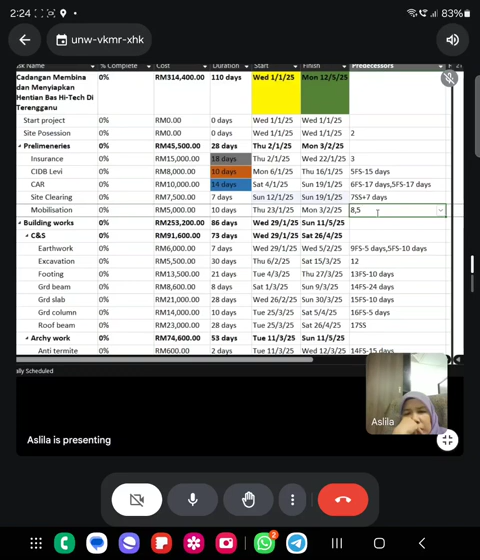 2:24 83%
unw-vkmr-xhk
sk Name % Complete Cost Duration Start Finish Predecessors
Cadangan Membina 0% RM314,400.00 110 days Wed 1/1/25 Mon 12/5/25
dan Menyiapkan
Hentian Bas Hi-Tech Di
Terengganu
Start project 0% RM0.00 0 days Wed 1/1/25 Wed 1/1/25
Site Posession 0% RM0.00 0 days Wed 1/1/25 Wed 1/1/25 2
Prelimeneries 0% RM45,500.00 28 days Thu 2/1/25 Mon 3/2/25
Insurance 0% RM15,000.00 18 days Thu 2/1/25 Wed 22/1/25 3
CIDB Levi 0% RM8,000.00 10 days Mon 6/1/25 Thu 16/1/25 5FS-15 days
CAR 0% RM10,000.00 14 days Sat 4/1/25 Sun 19/1/25 6FS-17 days,5FS-17 days
Site Clearing 0% RM7,500.00 7 days Sun 12/1/25 Sun 19/1/25 7SS+7 days
Mobilisation 0% RM5,000.00 10 days Thu 23/1/25 Mon 3/2/25 8,5
Building works 0% RM253,200.00 86 days Wed 29/1/25 Sun 11/5/25
C&S 0% RM91,600.00 73 days Wed 29/1/25 Sat 26/4/25
Earthwork 0% RM6,000.00 7 days Wed 29/1/25 Wed 5/2/25 9FS-5 days,5FS-10 days
Excavation 0% RM5,500.00 30 days Thu 6/2/25 Sat 15/3/25 12
Footing 0% RM13,500.00 21 days Tue 4/3/25 Thu 27/3/25 13FS-10 days
Grd beam 0% RM8,600.00 8 days Sat 1/3/25 Sun 9/3/25 14FS-24 days
Grd slab 0% RM21,000.00 28 days Wed 26/2/25 Sun 30/3/25 15FS-10 days
Grd column 0% RM14,000.00 10 days Tue 25/3/25 Sat 5/4/25 16FS-5 days
Roof beam 0% RM23,000.00 28 days Tue 25/3/25 Sat 26/4/25 17SS
Archy work 0% RM74,600.00 53 days Tue 11/3/25 Sun 11/5/25
Anti termite 0% RM600.00 2 days Tue 11/3/25 Wed 12/3/25 14FS-15 days
ally Scheduled
Aslila
Aslila is presenting
2